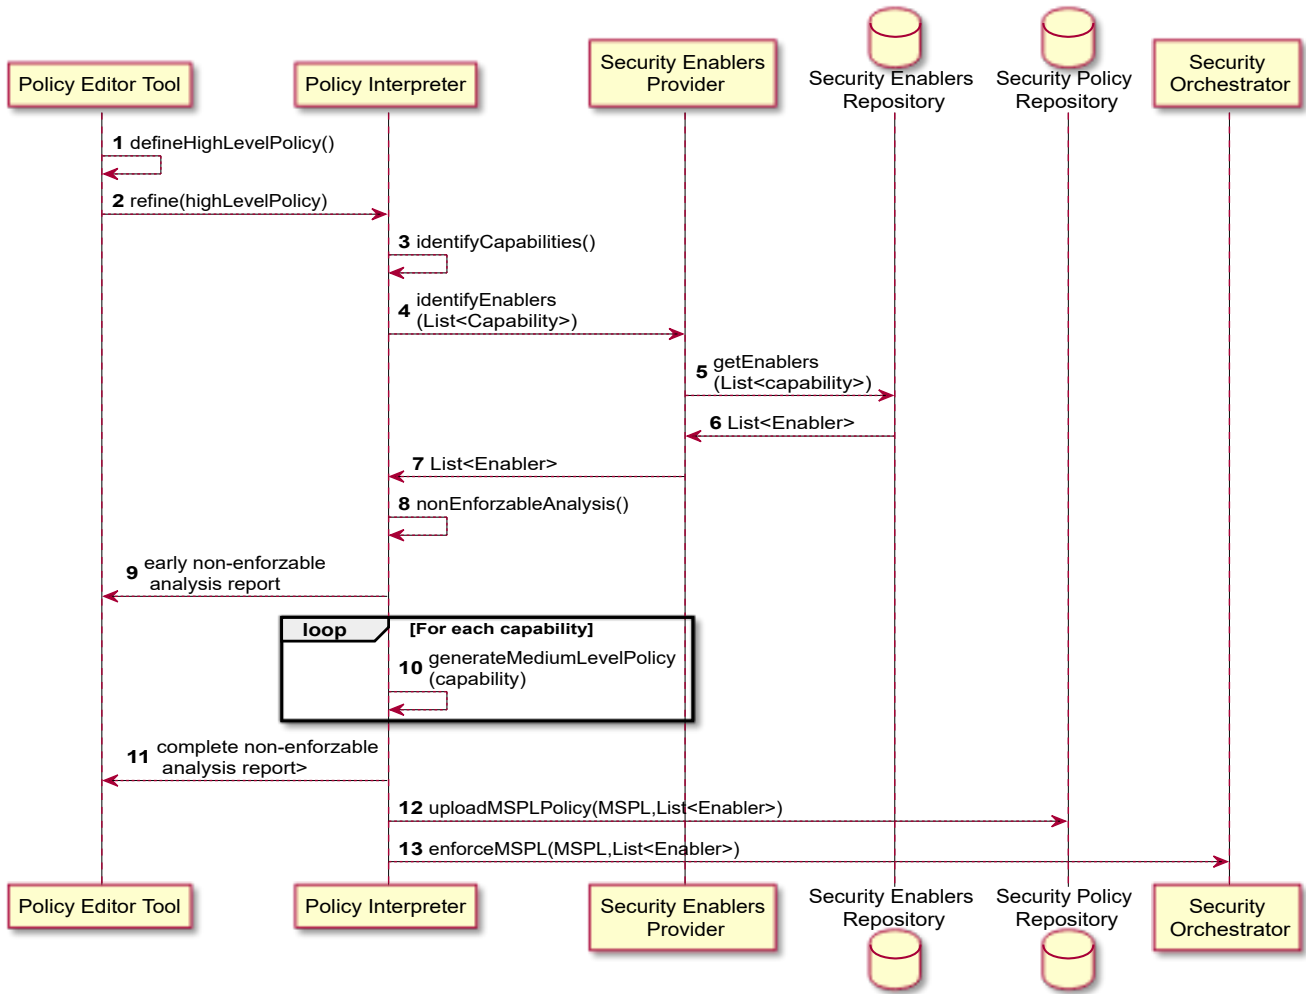 Policy Editor Tool
Policy Interpreter
Security Enablers
Provider
Security Enablers
Repository
Security Policy
Repository
Security
Orchestrator
1 defineHighLevelPolicy()
2 refine(highLevelPolicy)
3 identifyCapabilities()
4 identifyEnablers
(List<Capability>)
5 getEnablers
(List<capability>)
6 List<Enabler>
7 List<Enabler>
8 nonEnforzableAnalysis()
9 early non-enforzable
analysis report
loop [For each capability]
10 generateMediumLevelPolicy
(capability)
11 complete non-enforzable
analysis report>
12 uploadMSPLPolicy(MSPL,List<Enabler>)
13 enforceMSPL(MSPL,List<Enabler>)
Policy Editor Tool
Policy Interpreter
Security Enablers
Provider
Security Enablers
Repository
Security Policy
Repository
Security
Orchestrator